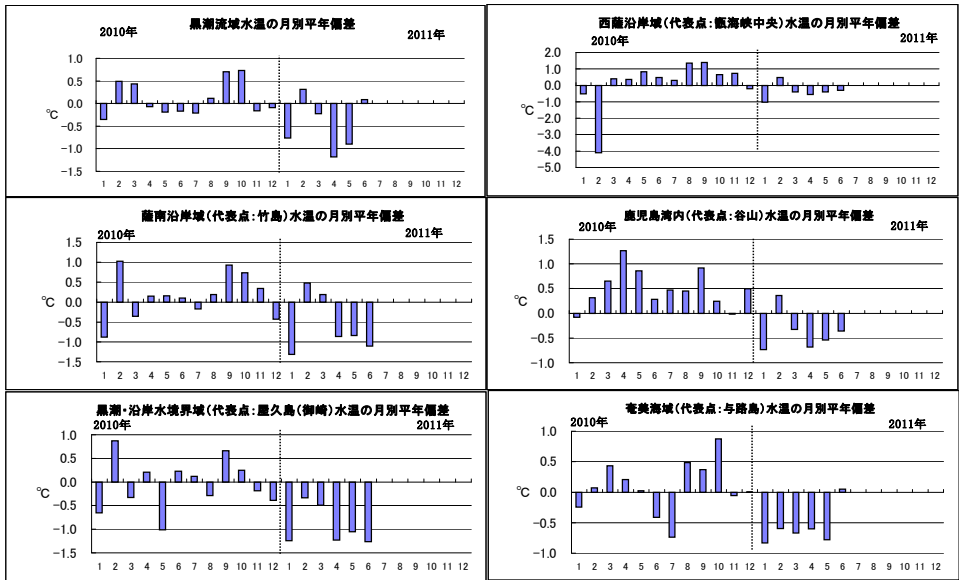 黒潮流域水温の月別平年偏差
2010年
2011年
1.0
0.5
0.0
℃
−0.5
−1.0
−1.5
1 2 3 4 5 6 7 8 9 10 11 12 1 2 3 4 5 6 7 8 9 10 11 12
西薩沿岸域(代表点:甑海峡中央)水温の月別平年偏差
2010年
2011年
2.0
1.0
0.0
℃
−1.0
−2.0
−3.0
−4.0
−5.0
1 2 3 4 5 6 7 8 9 10 11 12 1 2 3 4 5 6 7 8 9 10 11 12
薩南沿岸域(代表点:竹島)水温の月別平年偏差
2010年
2011年
1.5
1.0
0.5
0.0
℃
−0.5
−1.0
−1.5
1 2 3 4 5 6 7 8 9 10 11 12 1 2 3 4 5 6 7 8 9 10 11 12
鹿児島湾内(代表点:谷山)水温の月別平年偏差
2010年
2011年
1.5
1.0
0.5
℃
0.0
−0.5
−1.0
1 2 3 4 5 6 7 8 9 10 11 12 1 2 3 4 5 6 7 8 9 10 11 12
黒潮・沿岸水境界域(代表点:屋久島(御崎)水温の月別平年偏差
2010年
2011年
1.0
0.5
0.0
℃
−0.5
−1.0
−1.5
1 2 3 4 5 6 7 8 9 10 11 12 1 2 3 4 5 6 7 8 9 10 11 12
奄美海域(代表点:与路島)水温の月別平年偏差
2010年
2011年
1.0
0.5
℃
0.0
−0.5
−1.0
1 2 3 4 5 6 7 8 9 10 11 12 1 2 3 4 5 6 7 8 9 10 11 12